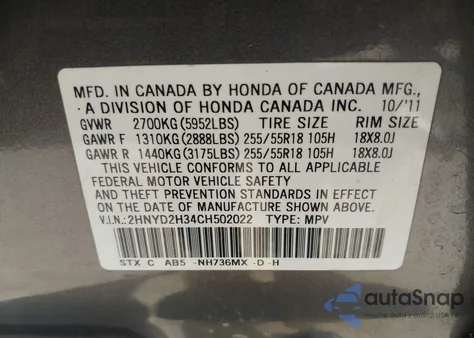 MFD. IN CANADA BY HONDA OF CANADA MFG.,
A DIVISION OF HONDA CANADA INC. 10/'11
GVWR 2700KG(5952LBS) TIRE SIZE RIM SIZE
GAWR F 1310KG(2888LBS) 255/55R18 105H 18X8.0J
GAWR R 1440KG(3175LBS) 255/55R18 105H 18X8.0J
THIS VEHICLE CONFORMS TO ALL APPLICABLE
FEDERAL MOTOR VEHICLE SAFETY
AND THEFT PREVENTION STANDARDS IN EFFECT ON THE
DATE OF MANUFACTURE SHOWN ABOVE.
V.I.N.: 2HNYD2H34CH502022 TYPE: MPV
STX C AB5 -NH736MX -D -H
autoSnap